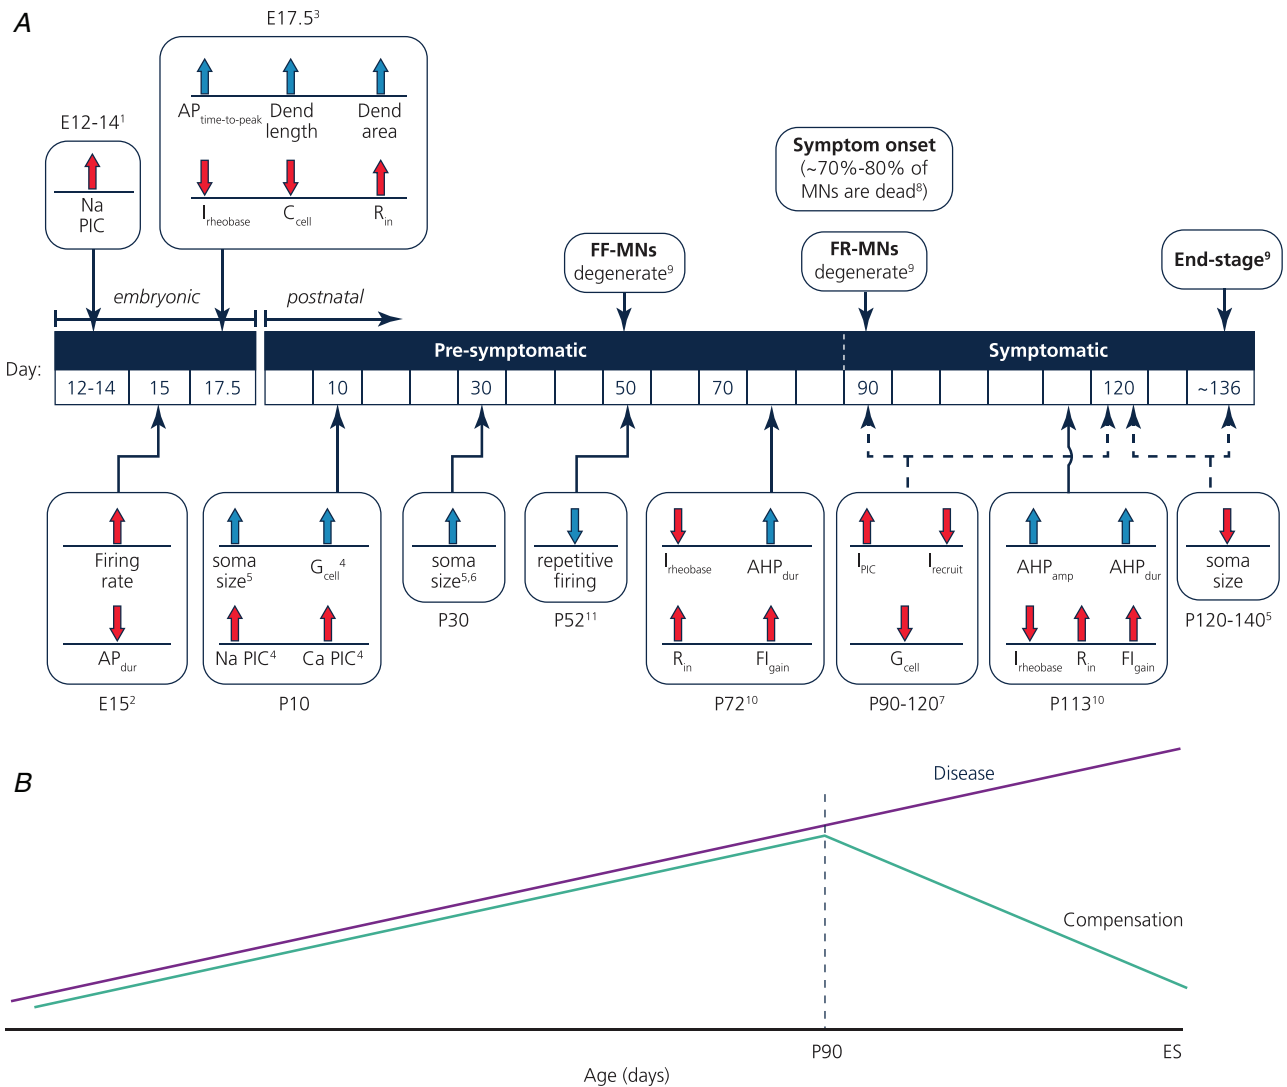 A
E17.5³
AP time-to-peak
Dend length
Dend area
I rheobase
C cell
R in
E12-14¹
Na
PIC
Symptom onset
(~70%-80% of
MNs are dead⁸)
FF-MNs
degenerate⁹
FR-MNs
degenerate⁹
End-stage⁹
embryonic
postnatal
Pre-symptomatic
Symptomatic
Day:
12-14
15
17.5
10
30
50
70
90
120
~136
Firing
rate
AP dur
E15²
soma
size⁵
G cell ⁴
Na PIC⁴
Ca PIC⁴
P10
soma
size⁵,⁶
P30
repetitive
firing
P52¹¹
I rheobase
AHP dur
R in
FI gain
P72¹⁰
I PIC
I recruit
G cell
P90-120⁷
AHP amp
AHP dur
I rheobase
R in
FI gain
P113¹⁰
soma
size
P120-140⁵
B
Disease
Compensation
P90
ES
Age (days)